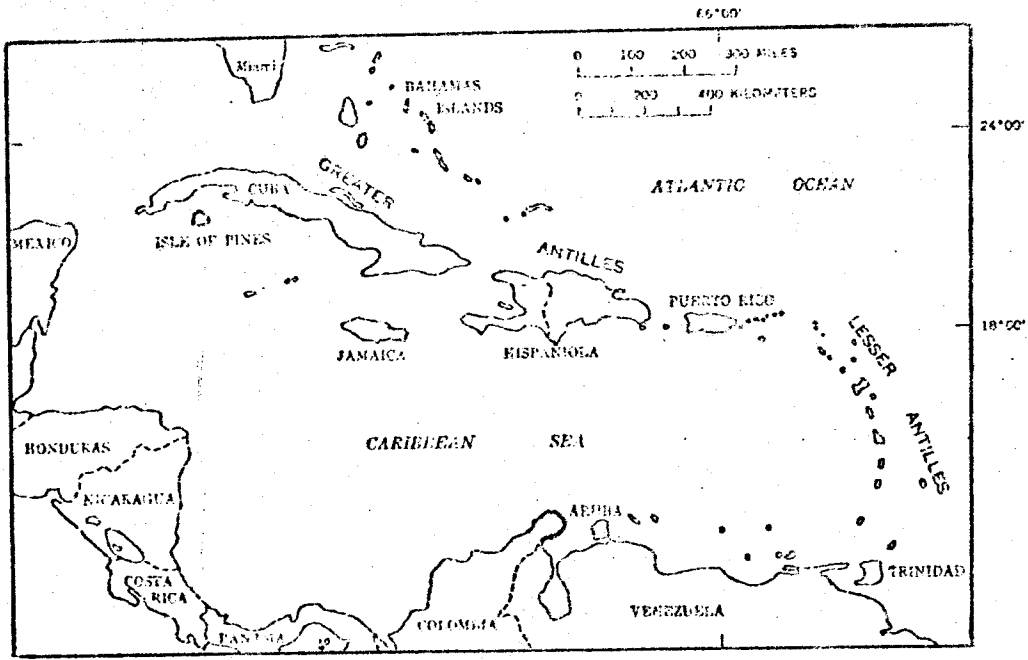 66°00'
Miami
0 100 200 300 MILES
0 200 400 KILOMETERS
BAHAMAS
ISLANDS
24°00'
GREATER
CUBA
ATLANTIC OCEAN
MEXICO
ISLE OF PINES
ANTILLES
PUERTO RICO
18°00'
JAMAICA
HISPANIOLA
LESSER
ANTILLES
CARIBBEAN SEA
HONDURAS
NICARAGUA
ARUBA
COSTA
RICA
TRINIDAD
PANAMA
COLOMBIA
VENEZUELA